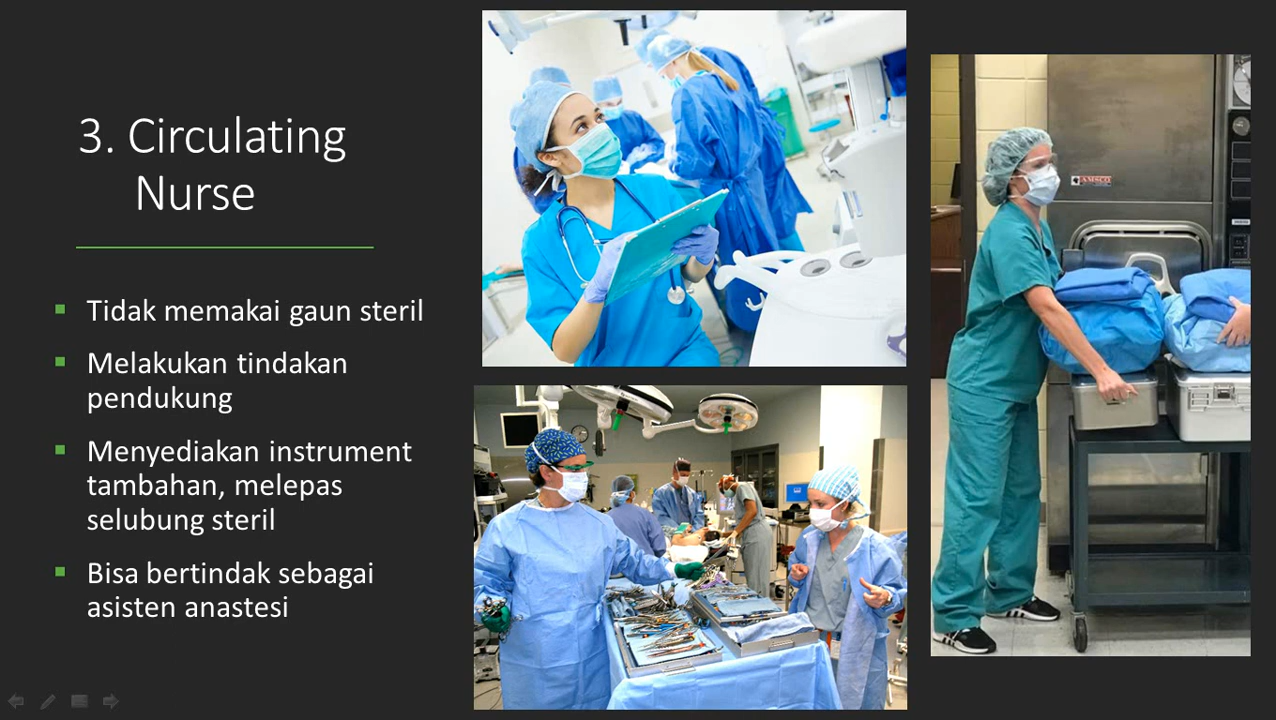 3. Circulating
Nurse
Tidak memakai gaun steril
Melakukan tindakan
pendukung
Menyediakan instrument
tambahan, melepas
selubung steril
Bisa bertindak sebagai
asisten anastesi
AMSCO